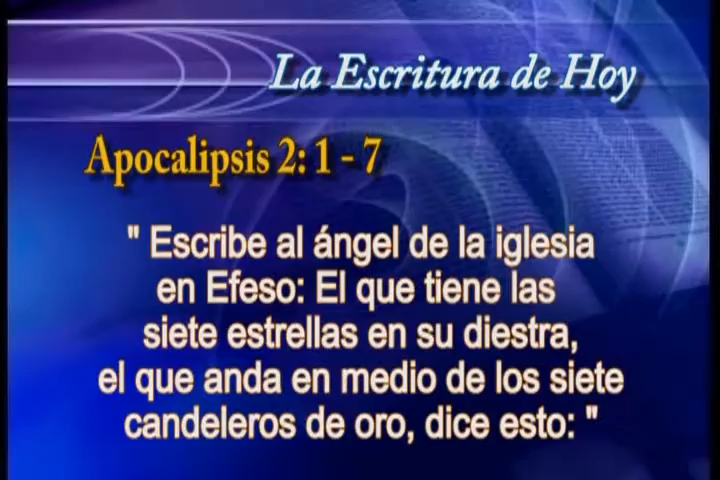 La Escritura de Hoy
Apocalipsis 2: 1 - 7
" Escribe al ángel de la iglesia
en Efeso: El que tiene las
siete estrellas en su diestra,
el que anda en medio de los siete
candeleros de oro, dice esto: "